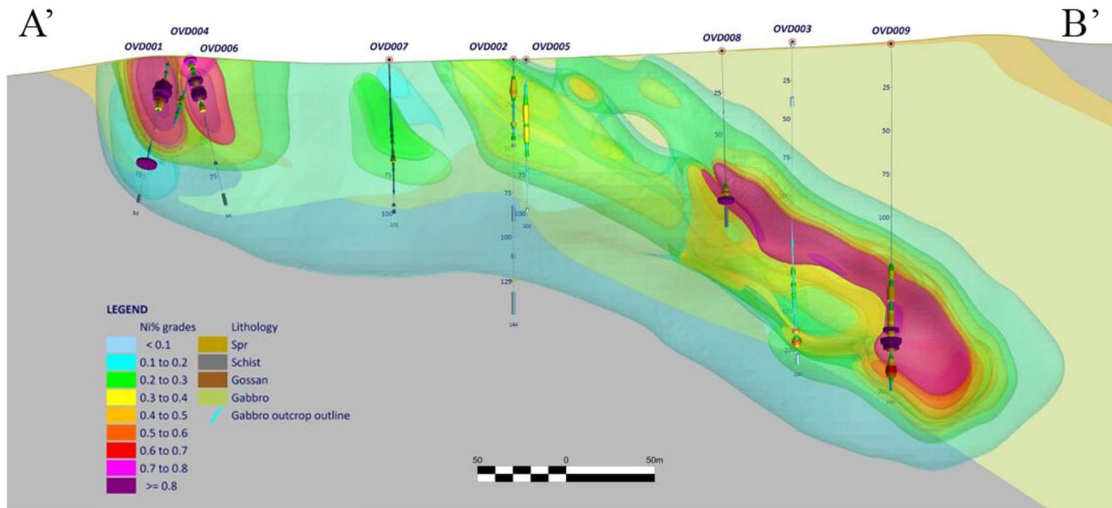 A’ B’
OVD004
OVD001 OVD006 OVD007 OVD002 OVD005 OVD008 OVD003 OVD009
25 25
50 50
75 75
75 75 75 75
100 100 100 100
100
125
144
LEGEND
Ni% grades Lithology
< 0.1 Spr
0.1 to 0.2 Schist
0.2 to 0.3 Gossan
0.3 to 0.4 Gabbro
0.4 to 0.5 Gabbro outcrop outline
0.5 to 0.6
0.6 to 0.7
0.7 to 0.8
>= 0.8
50 0 50m